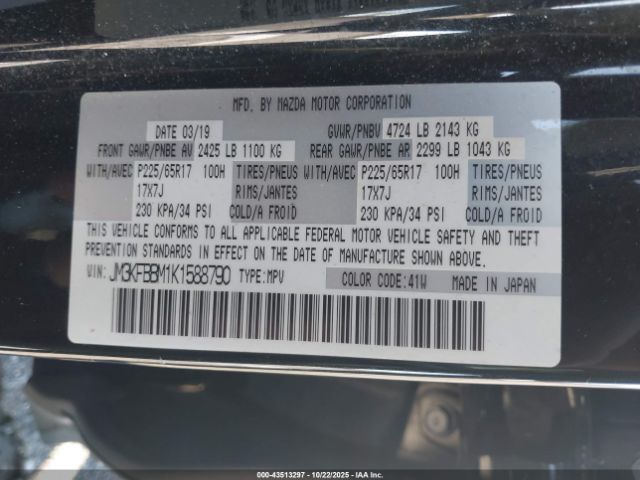 MFD. BY MAZDA MOTOR CORPORATION
DATE 03/19 GVWR/PNBV 4724 LB 2143 KG
FRONT GAWR/PNBE AV 2425 LB 1100 KG REAR GAWR/PNBE AR 2299 LB 1043 KG
WITH/AVEC P225/65R17 100H TIRES/PNEUS WITH/AVEC P225/65R17 100H TIRES/PNEUS
17X7J RIMS/JANTES 17X7J RIMS/JANTES
230 KPA/34 PSI COLD/A FROID 230 KPA/34 PSI COLD/A FROID
THIS VEHICLE CONFORMS TO ALL APPLICABLE FEDERAL MOTOR VEHICLE SAFETY AND THEFT
PREVENTION STANDARDS IN EFFECT ON THE DATE OF MANUFACTURE SHOWN ABOVE.
VIN: JM3KFBBM1K1588790 TYPE:MPV COLOR CODE:41W MADE IN JAPAN
000-43513297 - 10/22/2025 - IAAI.CA